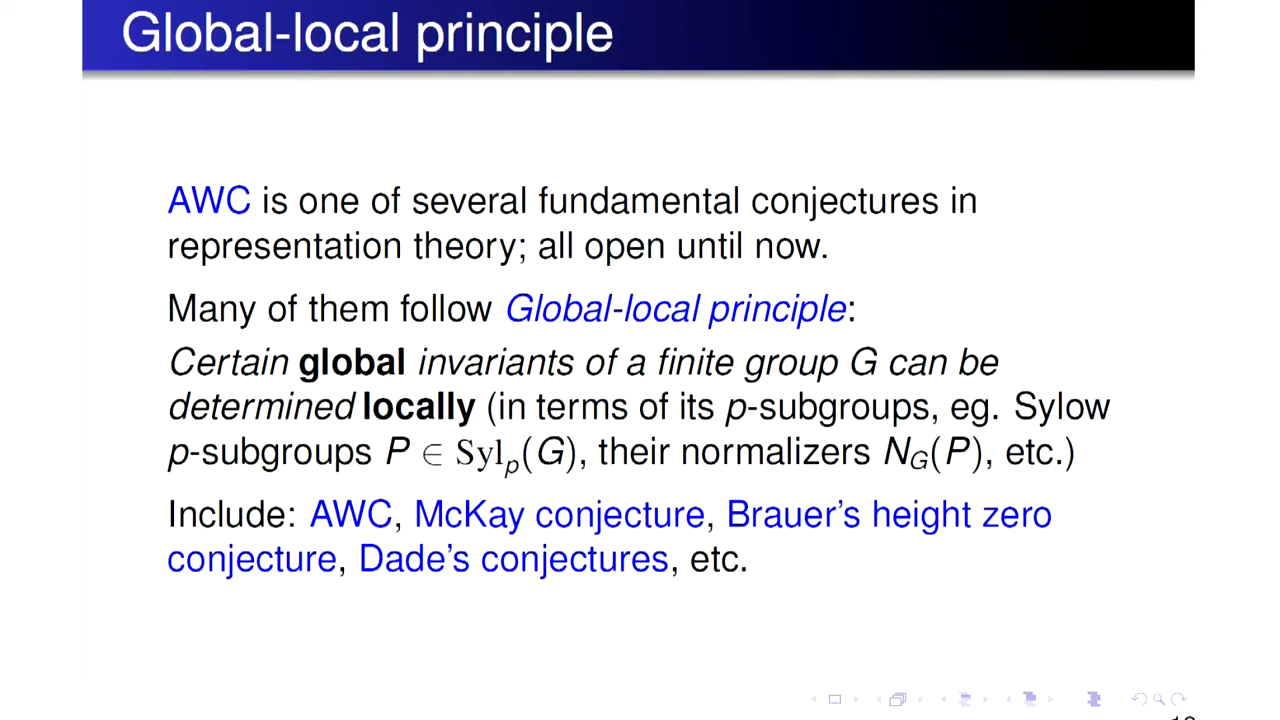 Global-local principle
AWC is one of several fundamental conjectures in
representation theory; all open until now.
Many of them follow Global-local principle:
Certain global invariants of a finite group G can be
determined locally (in terms of its p-subgroups, eg. Sylow
p-subgroups P ∈ Syl_p(G), their normalizers N_G(P), etc.)
Include: AWC, McKay conjecture, Brauer's height zero
conjecture, Dade's conjectures, etc.